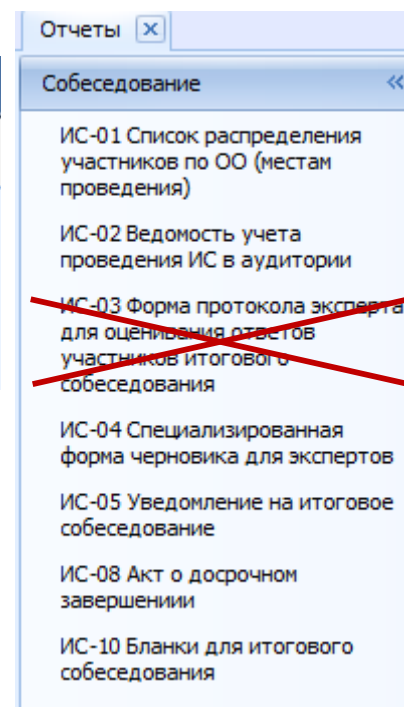 Отчеты
Собеседование
ИС-01 Список распределения
участников по ОО (местам
проведения)
ИС-02 Ведомость учета
проведения ИС в аудитории
ИС-03 Форма протокола эксперта
для оценивания ответов
участников итогового
собеседования
ИС-04 Специализированная
форма черновика для экспертов
ИС-05 Уведомление на итоговое
собеседование
ИС-08 Акт о досрочном
завершениии
ИС-10 Бланки для итогового
собеседования